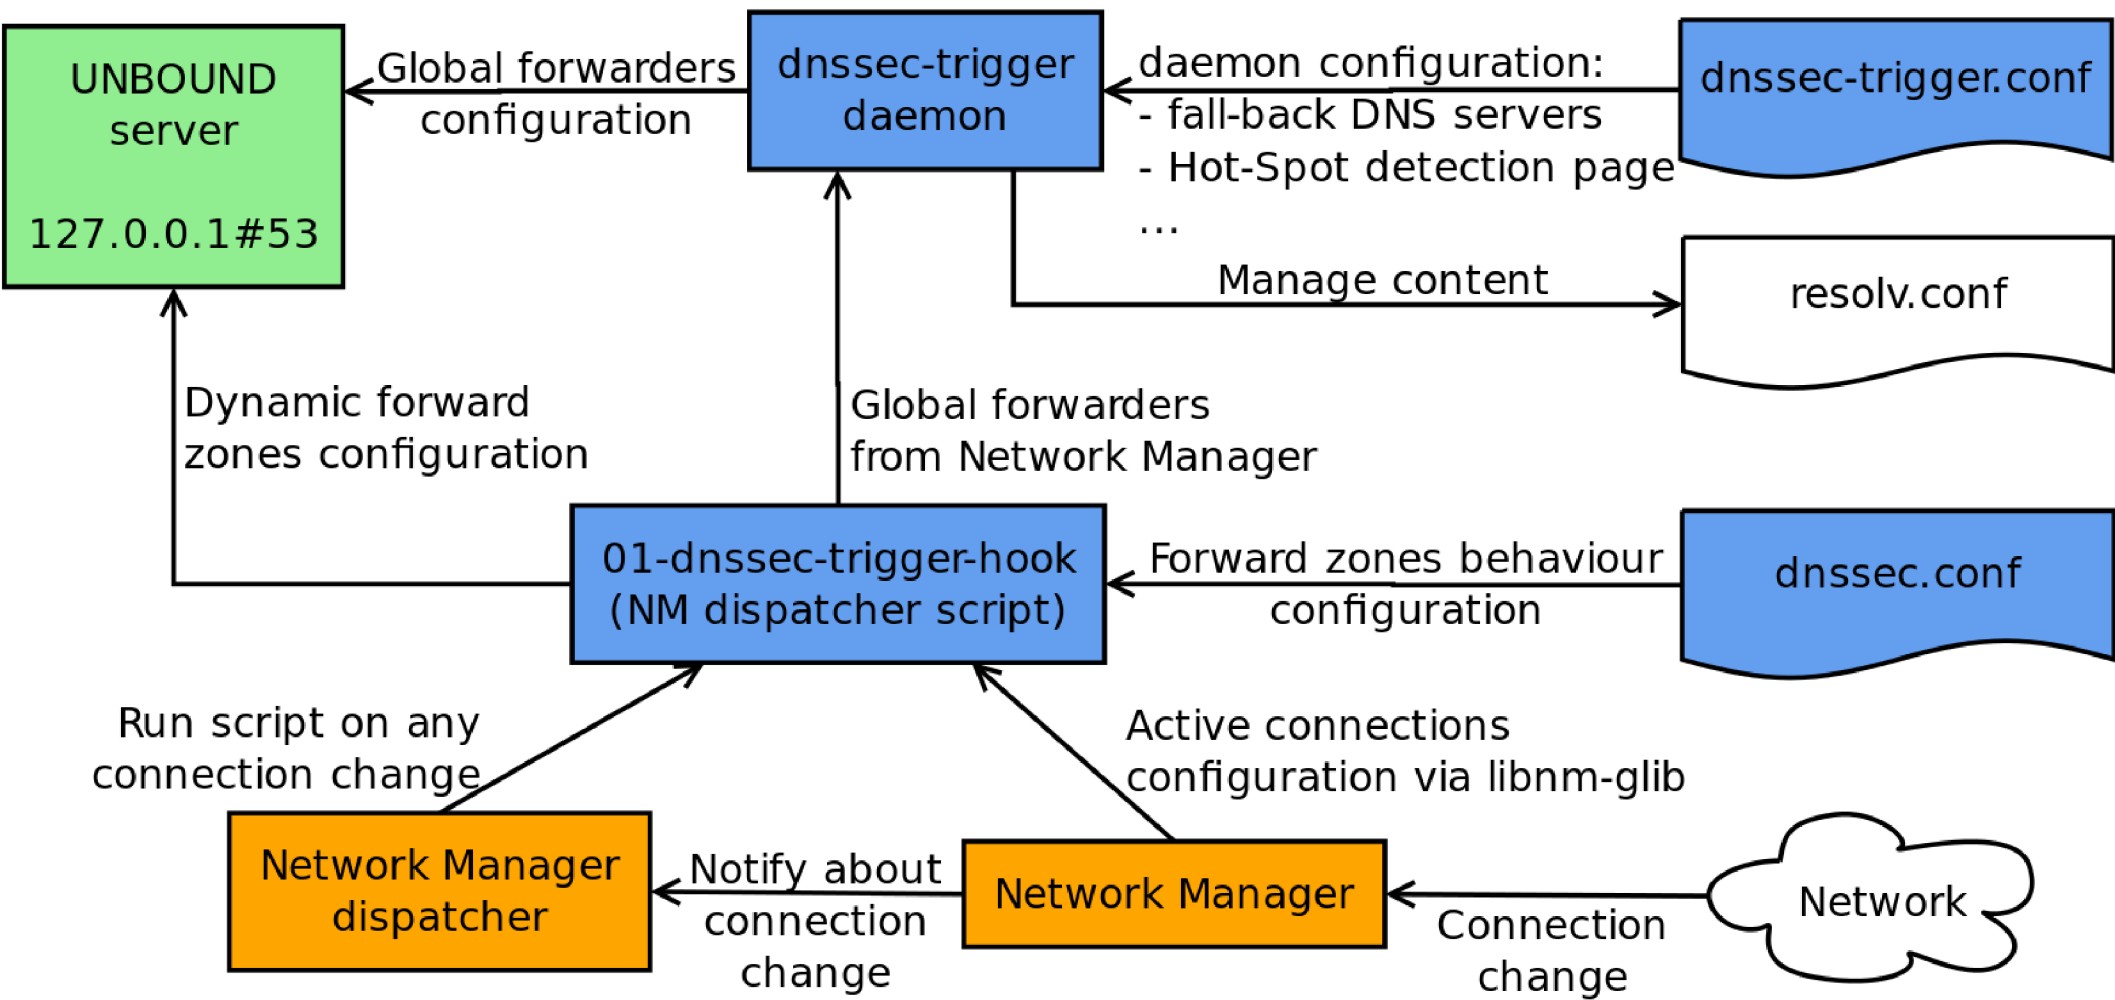 UNBOUND
server
127.0.0.1#53
Global forwarders
configuration
dnssec-trigger
daemon
daemon configuration:
- fall-back DNS servers
- Hot-Spot detection page
...
dnssec-trigger.conf
Manage content
resolv.conf
Dynamic forward
zones configuration
Global forwarders
from Network Manager
01-dnssec-trigger-hook
(NM dispatcher script)
Forward zones behaviour
configuration
dnssec.conf
Run script on any
connection change
Active connections
configuration via libnm-glib
Network Manager
dispatcher
Notify about
connection
change
Network Manager
Connection
change
Network